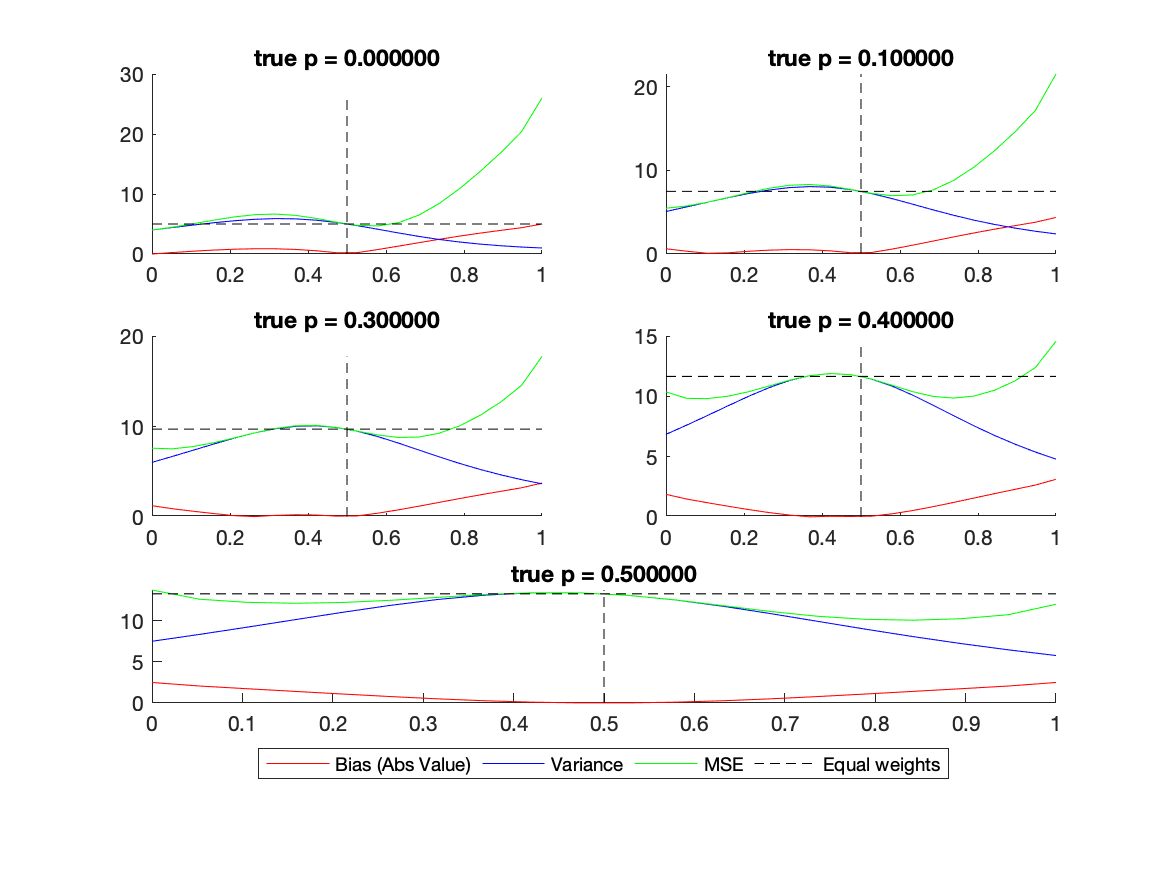 true p = 0.000000
30
20
10
0
0 0.2 0.4 0.6 0.8 1
true p = 0.100000
20
10
0
0 0.2 0.4 0.6 0.8 1
true p = 0.300000
20
10
0
0 0.2 0.4 0.6 0.8 1
true p = 0.400000
15
10
5
0
0 0.2 0.4 0.6 0.8 1
true p = 0.500000
10
5
0
0 0.1 0.2 0.3 0.4 0.5 0.6 0.7 0.8 0.9 1
Bias (Abs Value) Variance MSE Equal weights